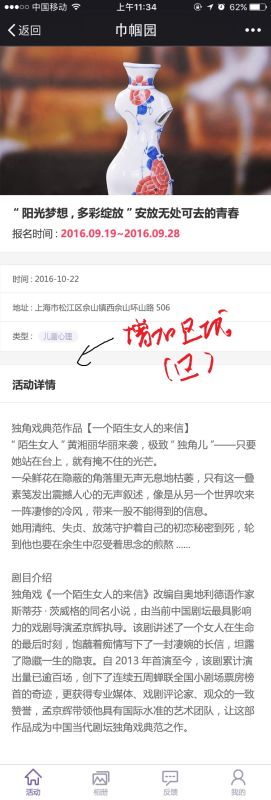 中国移动 上午11:34 62%
返回 巾帼园
“阳光梦想,多彩绽放”安放无处可去的青春
报名时间:2016.09.19~2016.09.28
时间:2016-10-22
地址:上海市松江区佘山镇西佘山环山路 506
类型: 儿童心理
增加区域
活动详情
独角戏典范作品【一个陌生女人的来信】
“陌生女人”黄湘丽华丽来袭，极致“独角儿”——只要
她站在台上，就有掩不住的光芒。
一朵鲜花在隐蔽的角落里无声无息地枯萎，只有这一叠
素笺发出震撼人心的无声叙述，像是从另一个世界吹来
一阵凄惨的冷风，带来一股不能得到的信息。
她用清纯、失贞、放荡守护着自己的初恋秘密到死，轮
到他也要在余生中忍受着思念的煎熬 ......
剧目介绍
独角戏《一个陌生女人的来信》改编自奥地利德语作家
斯蒂芬·茨威格的同名小说，由当前中国剧坛最具影响
力的戏剧导演孟京辉执导。该剧讲述了一个女人在生命
的最后时刻，饱蘸着痴情写下了一封凄婉的长信，坦露
了隐藏一生的隐衷。自 2013 年首演至今，该剧累计演
出量已逾百场，创下了连续五周蝉联全国小剧场票房榜
首的奇迹，更获得专业媒体、戏剧评论家、观众的一致
赞誉，孟京辉带他具有国际水准的艺术团队，让这部
作品成为中国当代剧坛独角戏典范之作。
活动 相册 反馈 我的